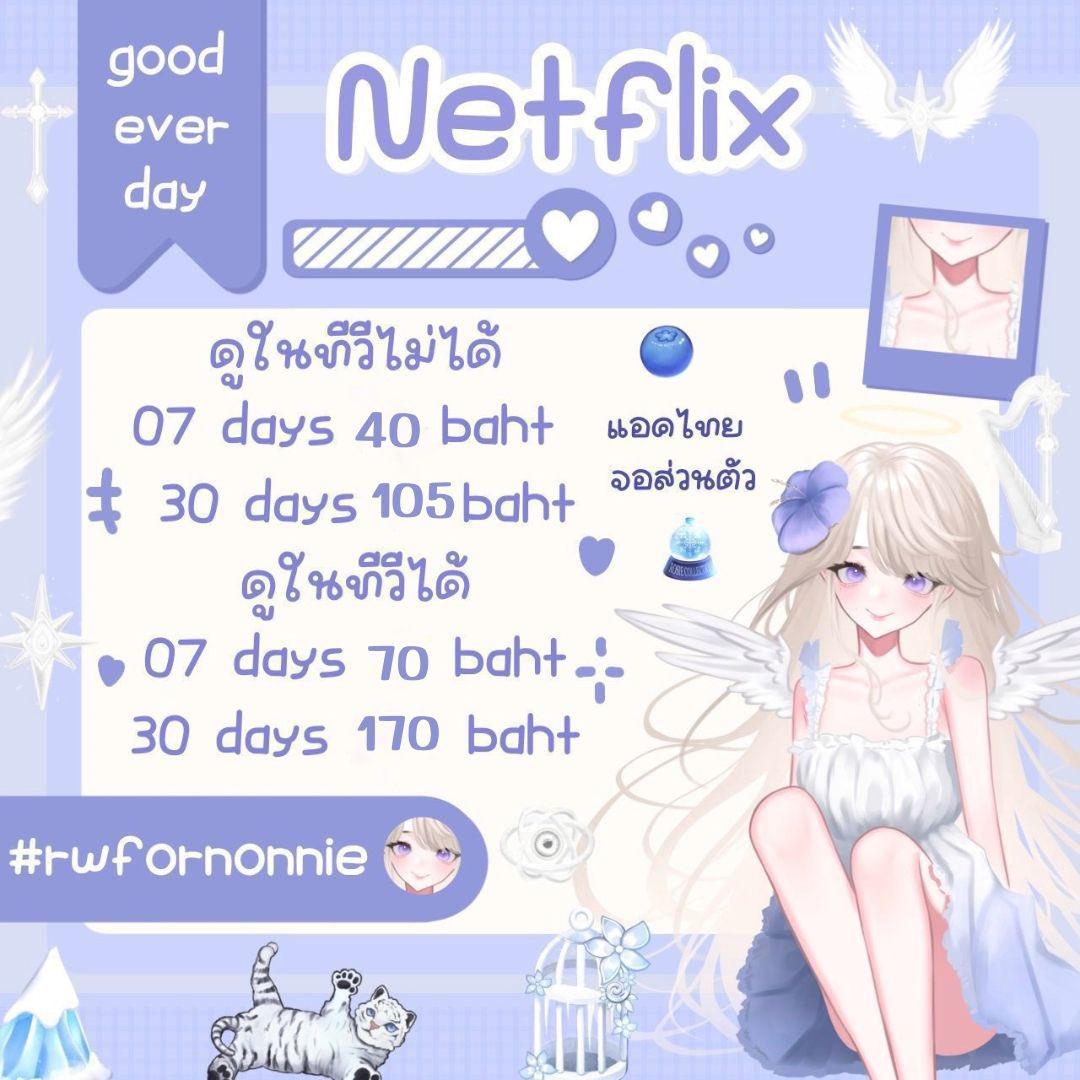 good
ever
day
Netflix
ดูในทีวีไม่ได้
07 days 40 baht
30 days 105 baht
แอคไทย
จอส่วนตัว
ดูในทีวีได้
07 days 70 baht
30 days 170 baht
#rwfornonnie